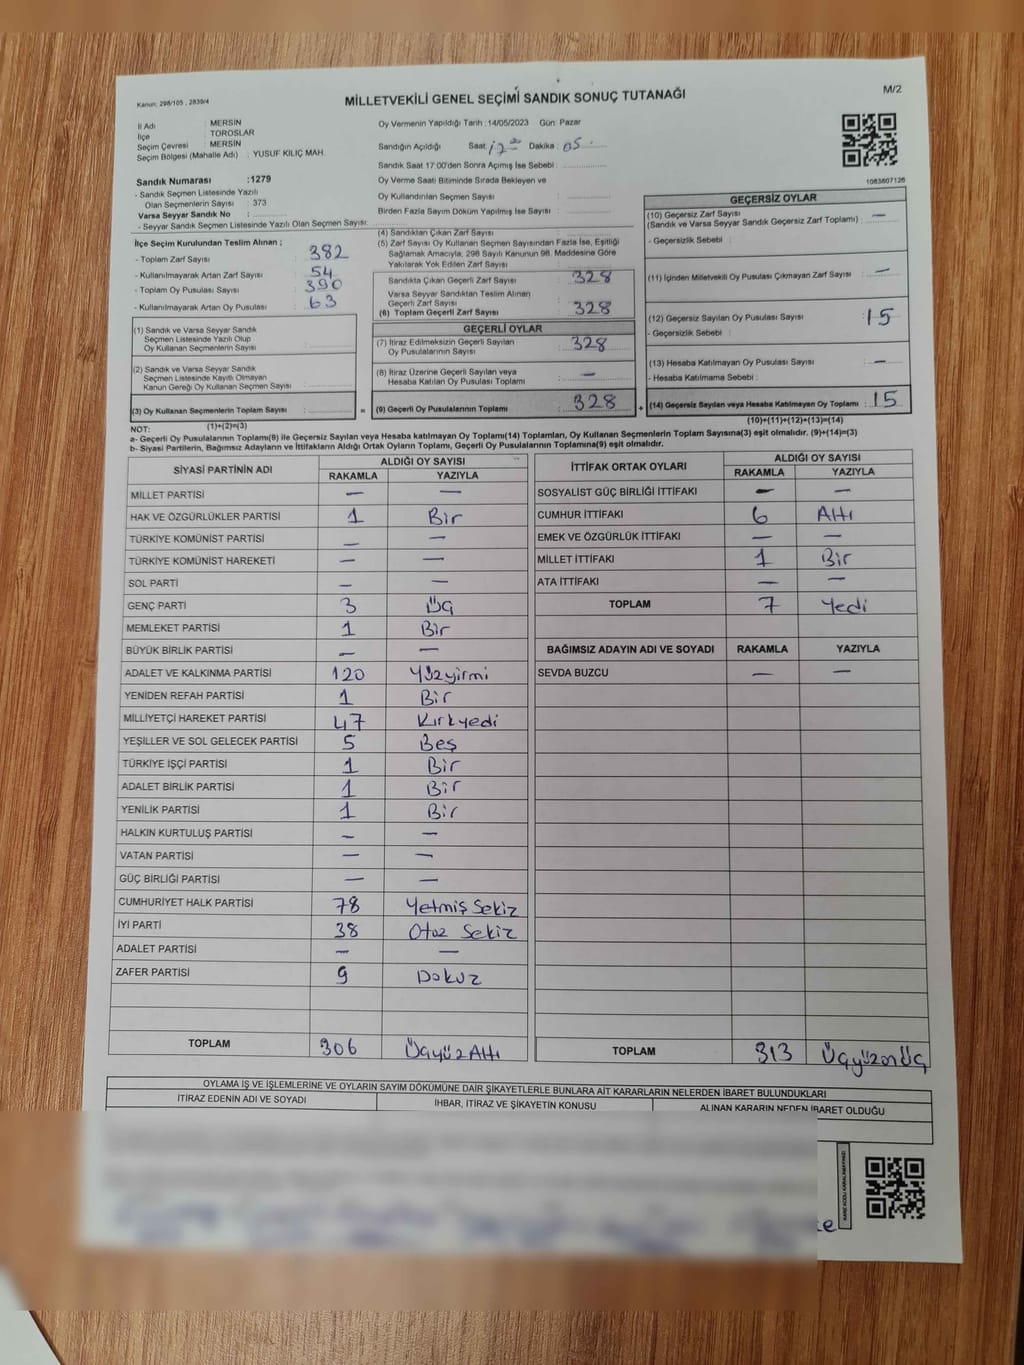 Kanun; 298/105 , 2839/4
MİLLETVEKİLİ GENEL SEÇİMİ SANDIK SONUÇ TUTANAĞI
M/2
İl Adı : MERSİN
İlçe : TOROSLAR
Seçim Çevresi : MERSİN
Seçim Bölgesi (Mahalle Adı) : YUSUF KILIÇ MAH.
Oy Vermenin Yapıldığı Tarih :14/05/2023 Gün: Pazar
Sandığın Açıldığı Saat: 17 00 Dakika : 05
Sandık Saat 17:00'den Sonra Açımış İse Sebebi :
Oy Verme Saati Bitiminde Sırada Bekleyen ve
Oy Kullandırılan Seçmen Sayısı :
Birden Fazla Sayım Döküm Yapılmış İse Sayısı :
1083607126
Sandık Numarası :1279
- Sandık Seçmen Listesinde Yazılı
Olan Seçmenlerin Sayısı : 373
Varsa Seyyar Sandık No :
- Seyyar Sandık Seçmen Listesinde Yazılı Olan Seçmen Sayısı:
İlçe Seçim Kurulundan Teslim Alınan ;
- Toplam Zarf Sayısı : 382
- Kullanılmayarak Artan Zarf Sayısı : 54
- Toplam Oy Pusulası Sayısı : 390
- Kullanılmayarak Artan Oy Pusulası : 63
(1) Sandık ve Varsa Seyyar Sandık
Seçmen Listesinde Yazılı Olup
Oy Kullanan Seçmenlerin Sayısı :
(2) Sandık ve Varsa Seyyar Sandık
Seçmen Listesinde Kayıtlı Olmayan
Kanun Gereği Oy Kullanan Seçmen Sayısı :
(3) Oy Kullanan Seçmenlerin Toplam Sayısı :
(1)+(2)=(3)
(4) Sandıktan Çıkan Zarf Sayısı :
(5) Zarf Sayısı Oy Kullanan Seçmen Sayısından Fazla İse, Eşitliği
Sağlamak Amacıyla, 298 Sayılı Kanunun 98. Maddesine Göre
Yakılarak Yok Edilen Zarf Sayısı :
Sandıkta Çıkan Geçerli Zarf Sayısı : 328
Varsa Seyyar Sandıktan Teslim Alınan
Geçerli Zarf Sayısı :
(6) Toplam Geçerli Zarf Sayısı : 328
GEÇERLİ OYLAR
(7) İtiraz Edilmeksizin Geçerli Sayılan
Oy Pusulalarının Sayısı : 328
(8) İtiraz Üzerine Geçerli Sayılan veya
Hesaba Katılan Oy Pusulası Toplamı : —
= (9) Geçerli Oy Pusulalarının Toplamı : 328
GEÇERSİZ OYLAR
(10) Geçersiz Zarf Sayısı : —
(Sandık ve Varsa Seyyar Sandık Geçersiz Zarf Toplamı)
- Geçersizlik Sebebi :
(11) İçinden Milletvekili Oy Pusulası Çıkmayan Zarf Sayısı : —
(12) Geçersiz Sayılan Oy Pusulası Sayısı : 15
- Geçersizlik Sebebi :
(13) Hesaba Katılmayan Oy Pusulası Sayısı : —
- Hesaba Katılmama Sebebi :
+ (14) Geçersiz Sayılan veya Hesaba Katılmayan Oy Toplamı : 15
(10)+(11)+(12)+(13)=(14)
NOT:
a- Geçerli Oy Pusulalarının Toplamı(9) ile Geçersiz Sayılan veya Hesaba katılmayan Oy Toplamı(14) Toplamları, Oy Kullanan Seçmenlerin Toplam Sayısına(3) eşit olmalıdır. (9)+(14)=(3)
b- Siyasi Partilerin, Bağımsız Adayların ve İttifakların Aldığı Ortak Oyların Toplamı, Geçerli Oy Pusulalarının Toplamına(9) eşit olmalıdır.
SİYASİ PARTİNİN ADI ALDIĞI OY SAYISI
RAKAMLA YAZIYLA
MİLLET PARTİSİ — —
HAK VE ÖZGÜRLÜKLER PARTİSİ 1 Bir
TÜRKİYE KOMÜNİST PARTİSİ — —
TÜRKİYE KOMÜNİST HAREKETİ — —
SOL PARTİ — —
GENÇ PARTİ 3 Üç
MEMLEKET PARTİSİ 1 Bir
BÜYÜK BİRLİK PARTİSİ — —
ADALET VE KALKINMA PARTİSİ 120 Yüzyirmi
YENİDEN REFAH PARTİSİ 1 Bir
MİLLİYETÇİ HAREKET PARTİSİ 47 Kırkyedi
YEŞİLLER VE SOL GELECEK PARTİSİ 5 Beş
TÜRKİYE İŞÇİ PARTİSİ 1 Bir
ADALET BİRLİK PARTİSİ 1 Bir
YENİLİK PARTİSİ 1 Bir
HALKIN KURTULUŞ PARTİSİ — —
VATAN PARTİSİ — —
GÜÇ BİRLİĞİ PARTİSİ — —
CUMHURİYET HALK PARTİSİ 78 Yetmiş Sekiz
İYİ PARTİ 38 Otuz Sekiz
ADALET PARTİSİ — —
ZAFER PARTİSİ 9 Dokuz
TOPLAM 306 ÜçyüzAltı
İTTİFAK ORTAK OYLARI ALDIĞI OY SAYISI
RAKAMLA YAZIYLA
SOSYALİST GÜÇ BİRLİĞİ İTTİFAKI — —
CUMHUR İTTİFAKI 6 Altı
EMEK VE ÖZGÜRLÜK İTTİFAKI — —
MİLLET İTTİFAKI 1 Bir
ATA İTTİFAKI — —
TOPLAM 7 Yedi
BAĞIMSIZ ADAYIN ADI VE SOYADI RAKAMLA YAZIYLA
SEVDA BUZCU — —
TOPLAM 313 ÜçyüzonÜç
OYLAMA İŞ VE İŞLEMLERİNE VE OYLARIN SAYIM DÖKÜMÜNE DAİR ŞİKAYETLERLE BUNLARA AİT KARARLARIN NELERDEN İBARET BULUNDUKLARI
İTİRAZ EDENİN ADI VE SOYADI İHBAR, İTİRAZ VE ŞİKAYETİN KONUSU ALINAN KARARIN NEDEN İBARET OLDUĞU